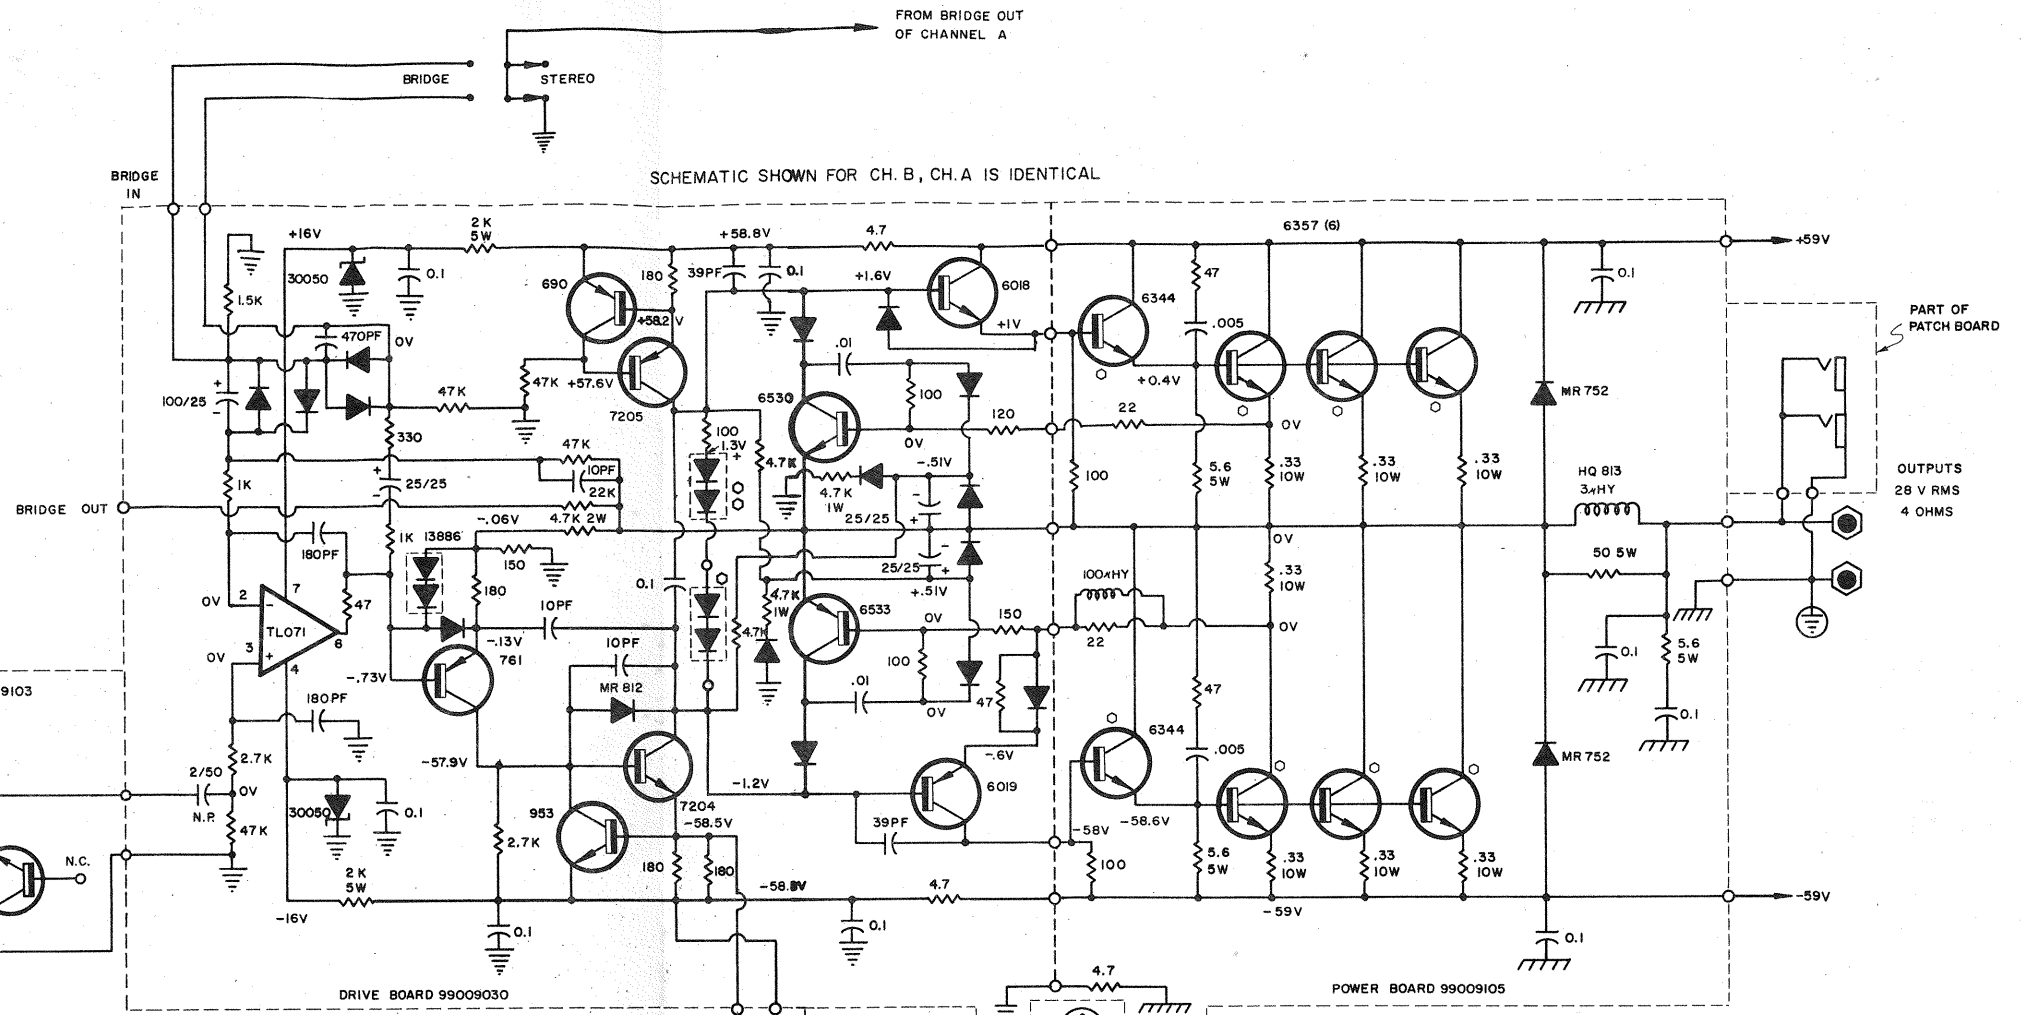 FROM BRIDGE OUT
OF CHANNEL A
BRIDGE
STEREO
BRIDGE
IN
SCHEMATIC SHOWN FOR CH. B, CH. A IS IDENTICAL
+16V
2K
5W
+58.8V
4.7
6357 (6)
+59V
30050
0.1
690
180
39PF
0.1
+1.6V
6018
47
6344
0.1
PART OF
PATCH BOARD
1.5K
470PF
0V
+58.2V
+1V
.005
.01
47K
47K
+57.6V
7205
6530
100
+0.4V
MR 752
100/25
+
-
330
100
1.3V
+
120
22
0V
0V
47K
10PF
22K
4.7K
-.51V
4.7K
1W
100
5.6
5W
.33
10W
.33
10W
.33
10W
HQ 813
3µHY
OUTPUTS
28 V RMS
4 OHMS
1K
+
25/25
-
BRIDGE OUT
-.06V
4.7K 2W
-
25/25
+
180PF
1K
13886
150
180
0.1
25/25
-
+
+.51V
0V
.33
10W
50 5W
100µHY
0V
2
-
7
TL071
47
10PF
4.7K
1W
6533
0V
150
22
0V
3
+
6
4
0V
-.13V
761
10PF
4.7K
100
0.1
5.6
5W
9103
-.73V
MR 812
.01
0V
47
47
0.1
180PF
6344
-57.9V
-1.2V
-.6V
6019
.005
MR 752
2.7K
2/50
N.P.
0V
47K
30050
0.1
953
7204
-58.5V
39PF
-58V
-58.6V
2.7K
N.C.
2K
5W
180
180
100
5.6
5W
.33
10W
.33
10W
.33
10W
-16V
4.7
-59V
-59V
0.1
0.1
0.1
4.7
DRIVE BOARD 99009030
POWER BOARD 99009105